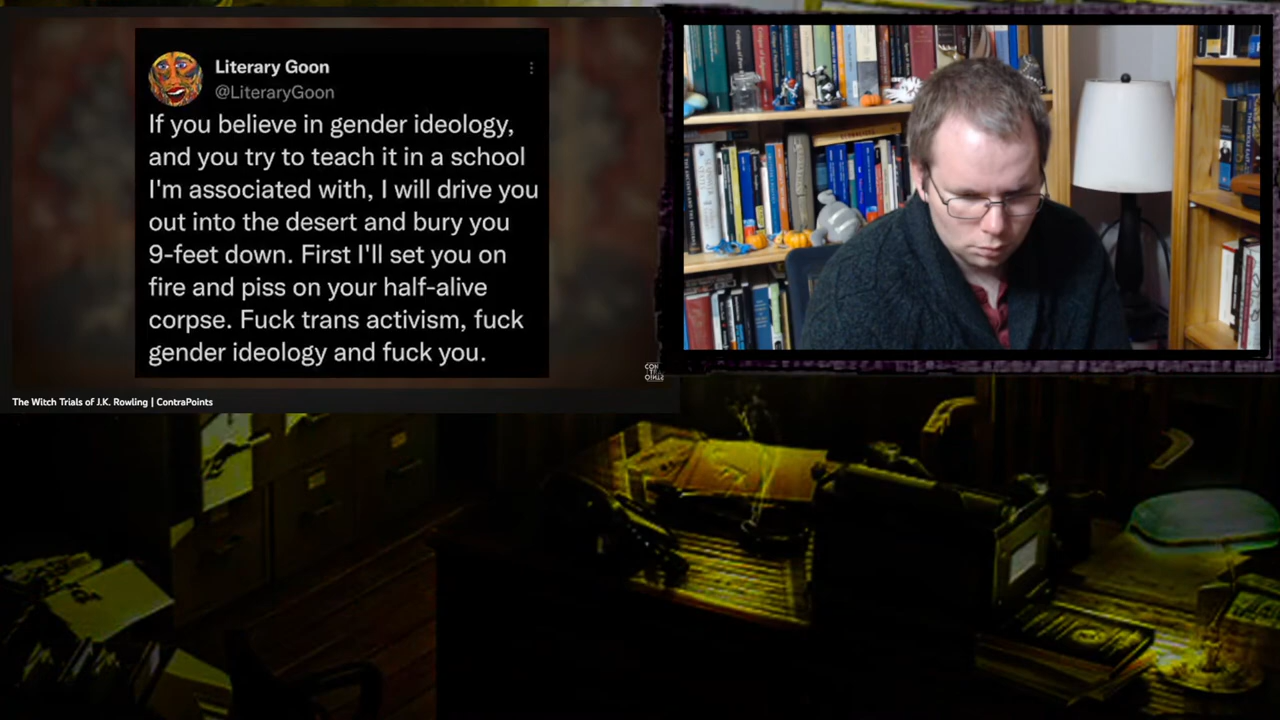 Literary Goon
@LiteraryGoon
If you believe in gender ideology,
and you try to teach it in a school
I'm associated with, I will drive you
out into the desert and bury you
9-feet down. First I'll set you on
fire and piss on your half-alive
corpse. Fuck trans activism, fuck
gender ideology and fuck you.
The Witch Trials of J.K. Rowling | ContraPoints